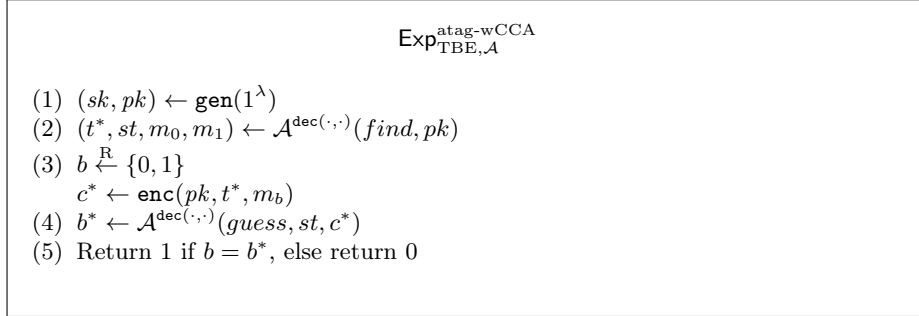 Exp^{atag-wCCA}_{TBE,𝒜}
(1) (sk, pk) ← gen(1^λ)
(2) (t*, st, m_0, m_1) ← 𝒜^{dec(·,·)}(find, pk)
(3) b ←^R {0, 1}
c* ← enc(pk, t*, m_b)
(4) b* ← 𝒜^{dec(·,·)}(guess, st, c*)
(5) Return 1 if b = b*, else return 0